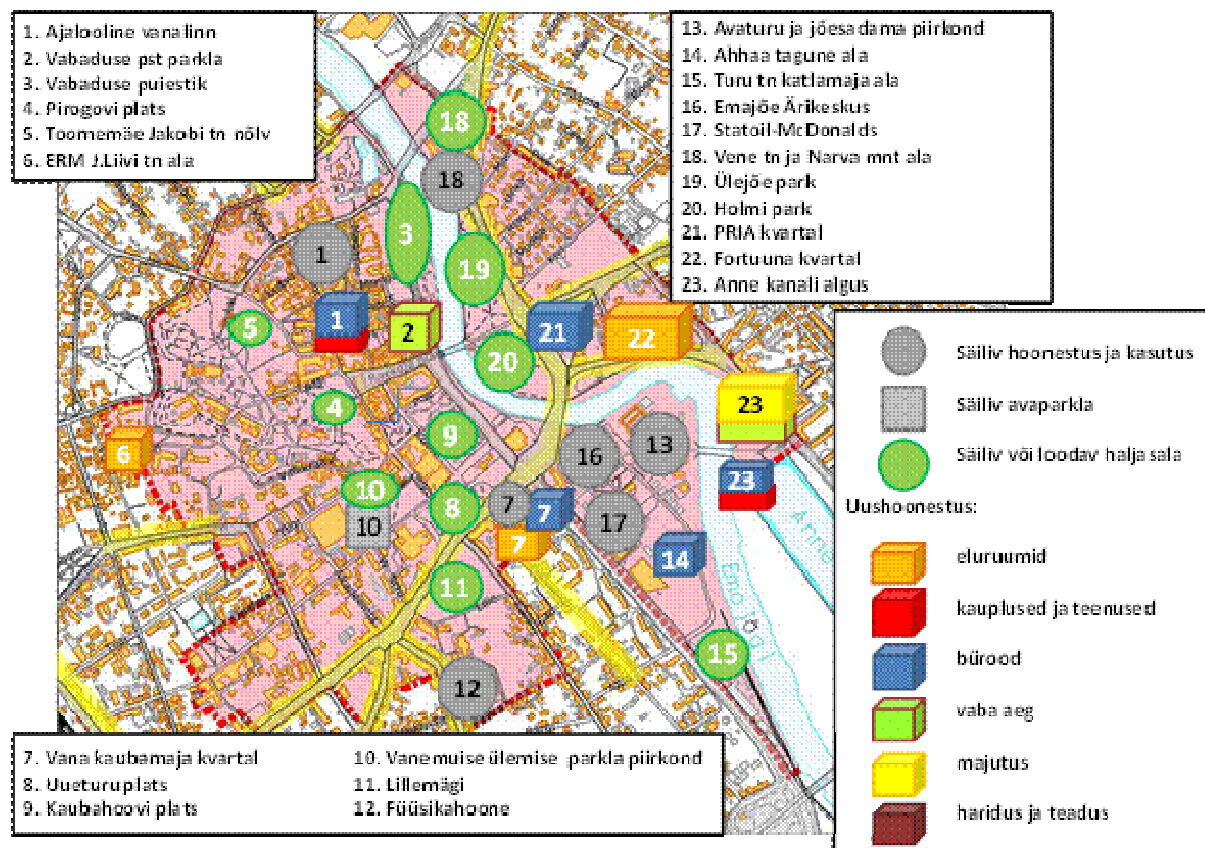 1. Ajalooline vanalinn
2. Vabaduse pst parkla
3. Vabaduse puiestik
4. Pirogovi plats
5. Toomemäe Jakobi tn nõlv
6. ERM J.Liivi tn ala
13. Avaturu ja jõesadama piirkond
14. Ahhaa tagune ala
15. Turu tn katlamaja ala
16. Emajõe Ärikeskus
17. Statoil-McDonalds
18. Vene tn ja Narva mnt ala
19. Ülejõe park
20. Holmi park
21. PRIA kvartal
22. Fortuuna kvartal
23. Anne kanali algus
18
18
3
1
19
5
1
2
21
22
20
4
23
9
16
13
6
23
10
8
7
7
17
10
7
14
11
15
12
Emajõgi
Anne
Säiliv hoonestus ja kasutus
Säiliv avaparkla
Säiliv või loodav haljasala
Uushoonestus:
eluruumid
kauplused ja teenused
bürood
vaba aeg
majutus
haridus ja teadus
7. Vana kaubamaja kvartal
8. Uueturu plats
9. Kaubahoovi plats
10. Vanemuise ülemise parkla piirkond
11. Lillemägi
12. Füüsikahoone